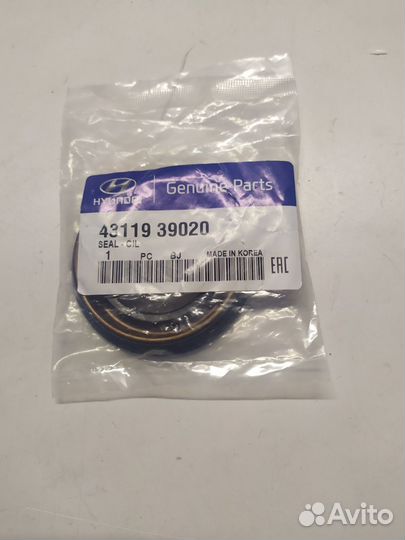 HYUNDAI
Genuine Parts
43119 39020
SEAL - OIL
1 PC BJ MADE IN KOREA
EAC
Avito